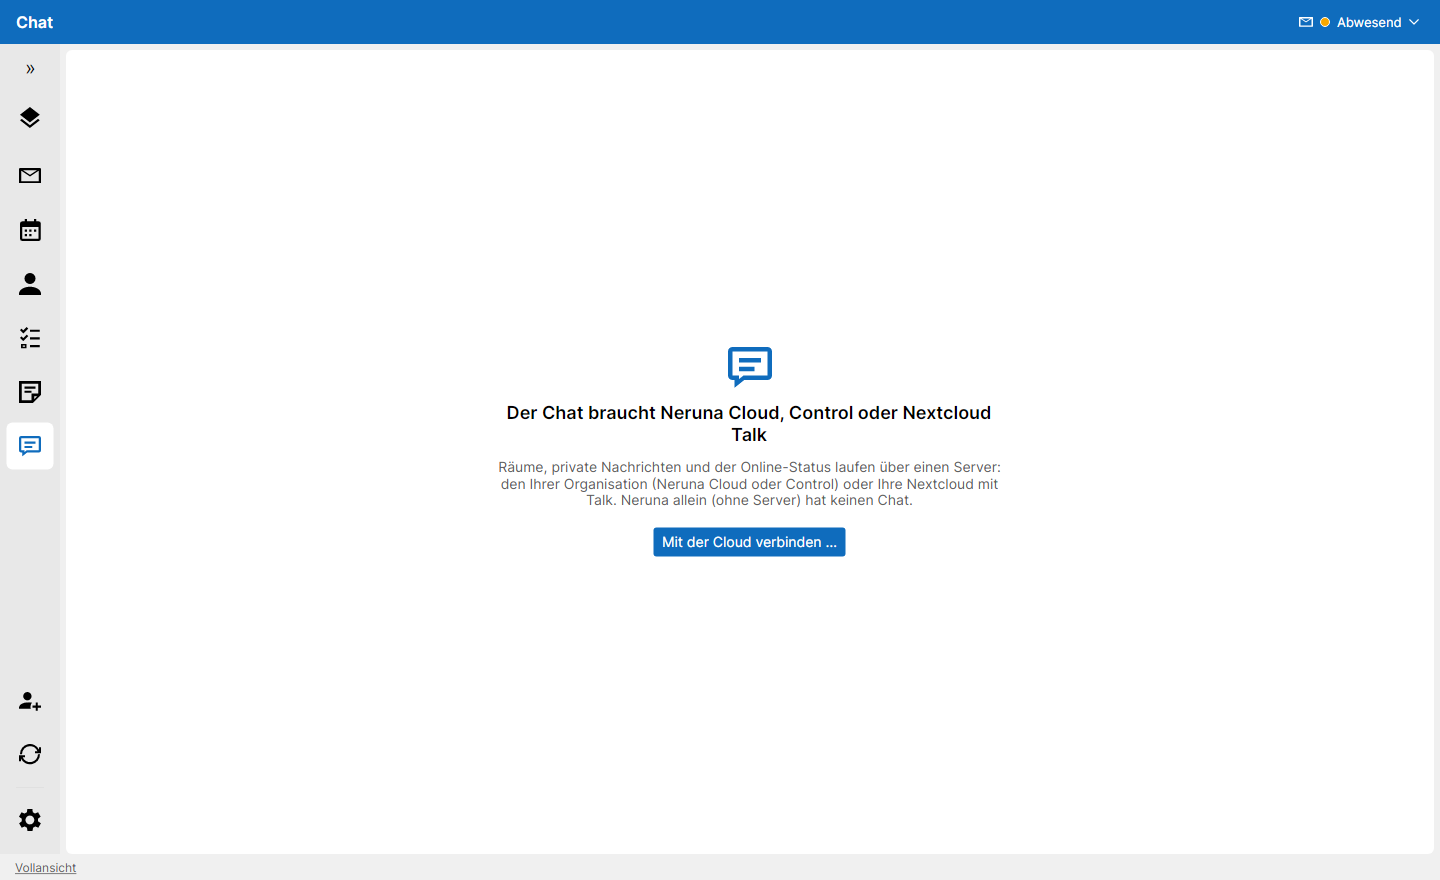 Chat
Abwesend
»
Der Chat braucht Neruna Cloud, Control oder Nextcloud
Talk
Räume, private Nachrichten und der Online-Status laufen über einen Server:
den Ihrer Organisation (Neruna Cloud oder Control) oder Ihre Nextcloud mit
Talk. Neruna allein (ohne Server) hat keinen Chat.
Mit der Cloud verbinden ...
Vollansicht